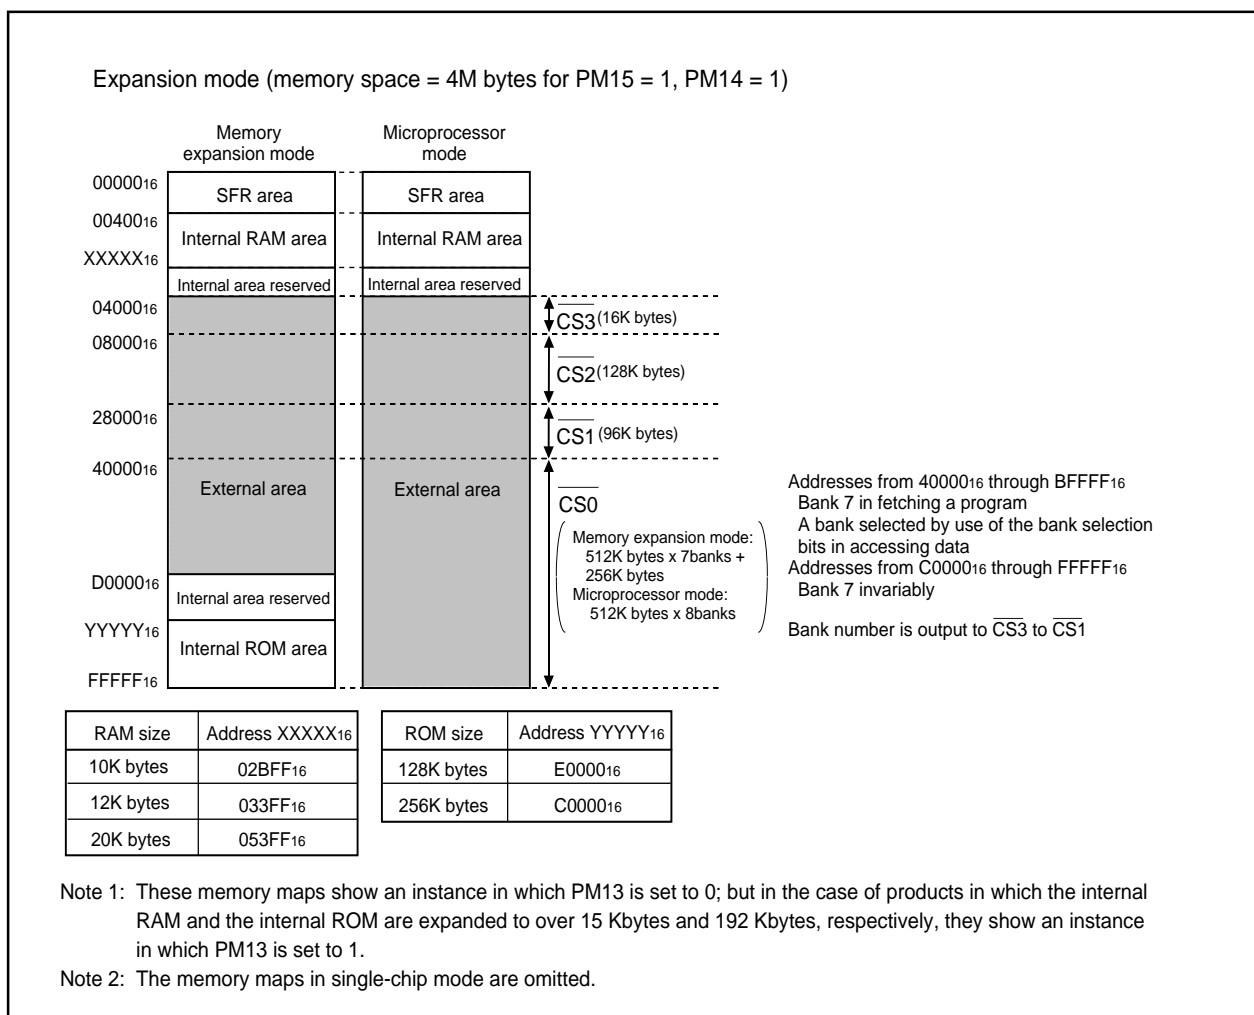 Expansion mode (memory space = 4M bytes for PM15 = 1, PM14 = 1)
Memory
expansion mode
Microprocessor
mode
00000₁₆
SFR area
SFR area
00400₁₆
Internal RAM area
Internal RAM area
XXXXX₁₆
Internal area reserved
Internal area reserved
04000₁₆
C̅S̅3̅ (16K bytes)
08000₁₆
C̅S̅2̅ (128K bytes)
28000₁₆
C̅S̅1̅ (96K bytes)
40000₁₆
External area
External area
C̅S̅0̅
Memory expansion mode:
512K bytes x 7banks +
256K bytes
Microprocessor mode:
512K bytes x 8banks
Addresses from 40000₁₆ through BFFFF₁₆
Bank 7 in fetching a program
A bank selected by use of the bank selection
bits in accessing data
Addresses from C0000₁₆ through FFFFF₁₆
Bank 7 invariably
Bank number is output to C̅S̅3̅ to C̅S̅1̅
D0000₁₆
Internal area reserved
YYYYY₁₆
Internal ROM area
FFFFF₁₆
RAM size Address XXXXX₁₆
10K bytes 02BFF₁₆
12K bytes 033FF₁₆
20K bytes 053FF₁₆
ROM size Address YYYYY₁₆
128K bytes E0000₁₆
256K bytes C0000₁₆
Note 1: These memory maps show an instance in which PM13 is set to 0; but in the case of products in which the internal
RAM and the internal ROM are expanded to over 15 Kbytes and 192 Kbytes, respectively, they show an instance
in which PM13 is set to 1.
Note 2: The memory maps in single-chip mode are omitted.